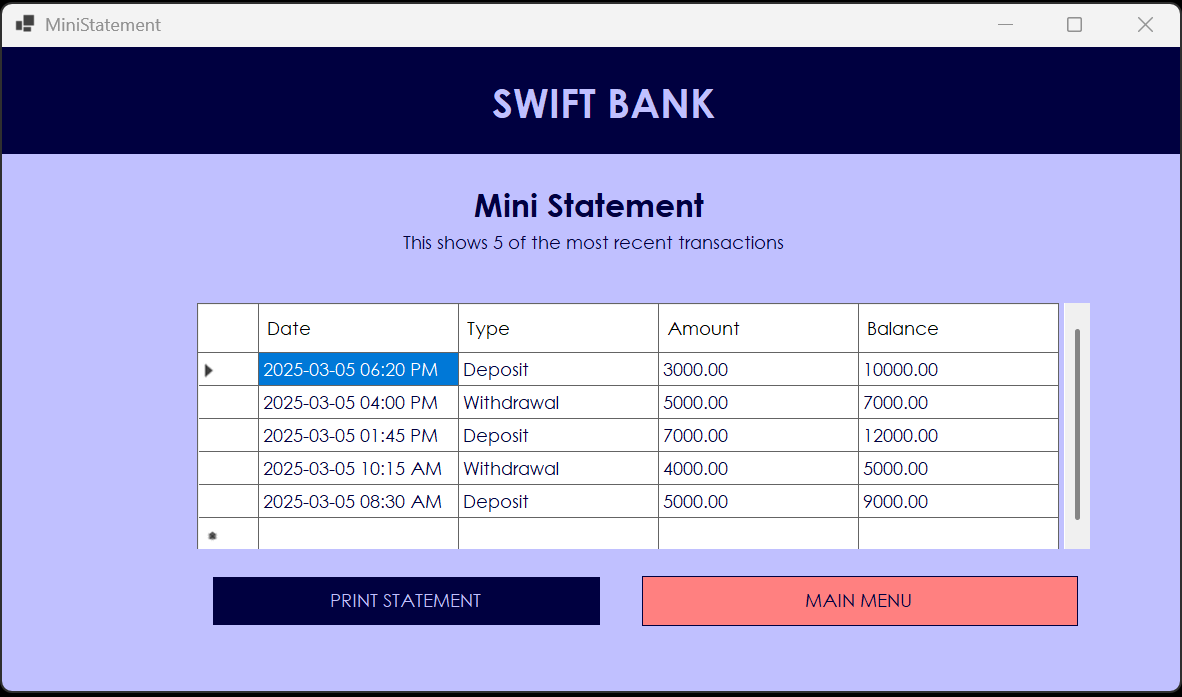 MiniStatement
SWIFT BANK
Mini Statement
This shows 5 of the most recent transactions
Date Type Amount Balance
2025-03-05 06:20 PM Deposit 3000.00 10000.00
2025-03-05 04:00 PM Withdrawal 5000.00 7000.00
2025-03-05 01:45 PM Deposit 7000.00 12000.00
2025-03-05 10:15 AM Withdrawal 4000.00 5000.00
2025-03-05 08:30 AM Deposit 5000.00 9000.00
PRINT STATEMENT MAIN MENU